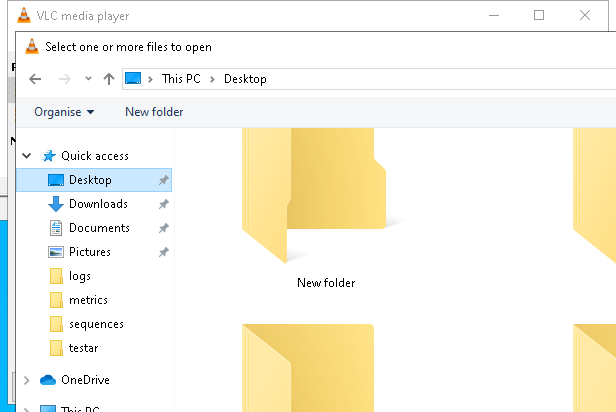 VLC media player
Select one or more files to open
This PC > Desktop
Organise
New folder
Quick access
Desktop
Downloads
Documents
Pictures
logs
metrics
sequences
testar
OneDrive
This PC
New folder